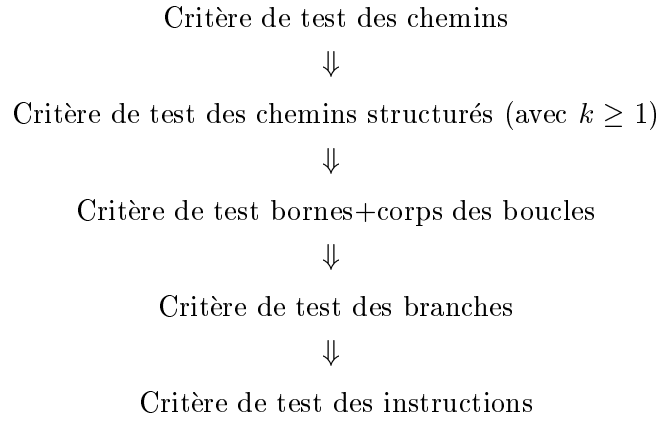 Critère de test des chemins
⇓
Critère de test des chemins structurés (avec k ≥ 1)
⇓
Critère de test bornes+corps des boucles
⇓
Critère de test des branches
⇓
Critère de test des instructions